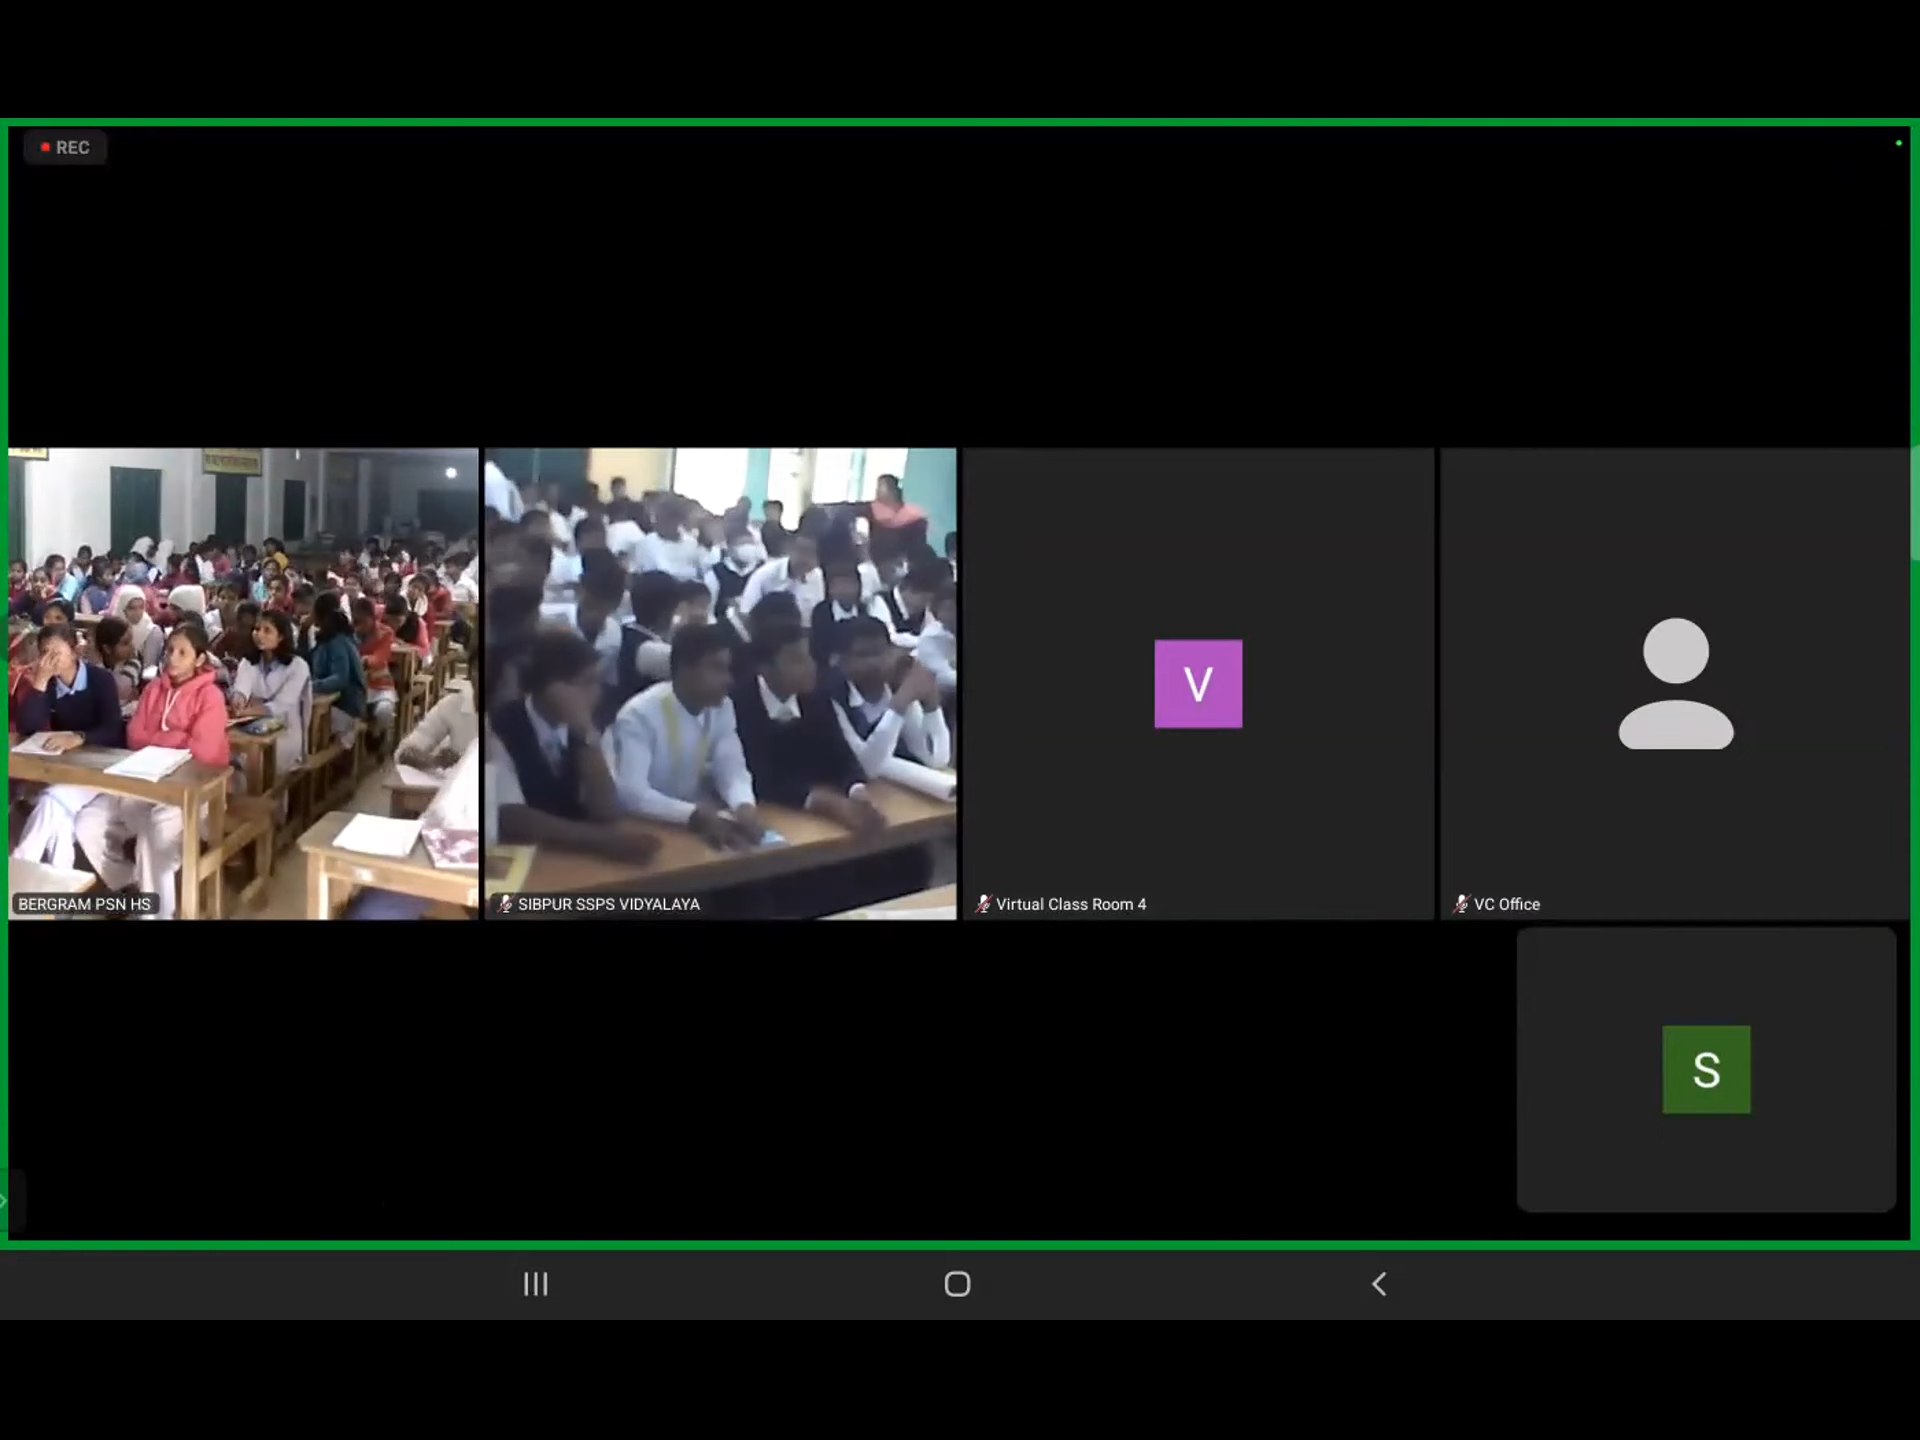 REC
BERGRAM PSN HS
SIBPUR SSPS VIDYALAYA
V
Virtual Class Room 4
VC Office
S